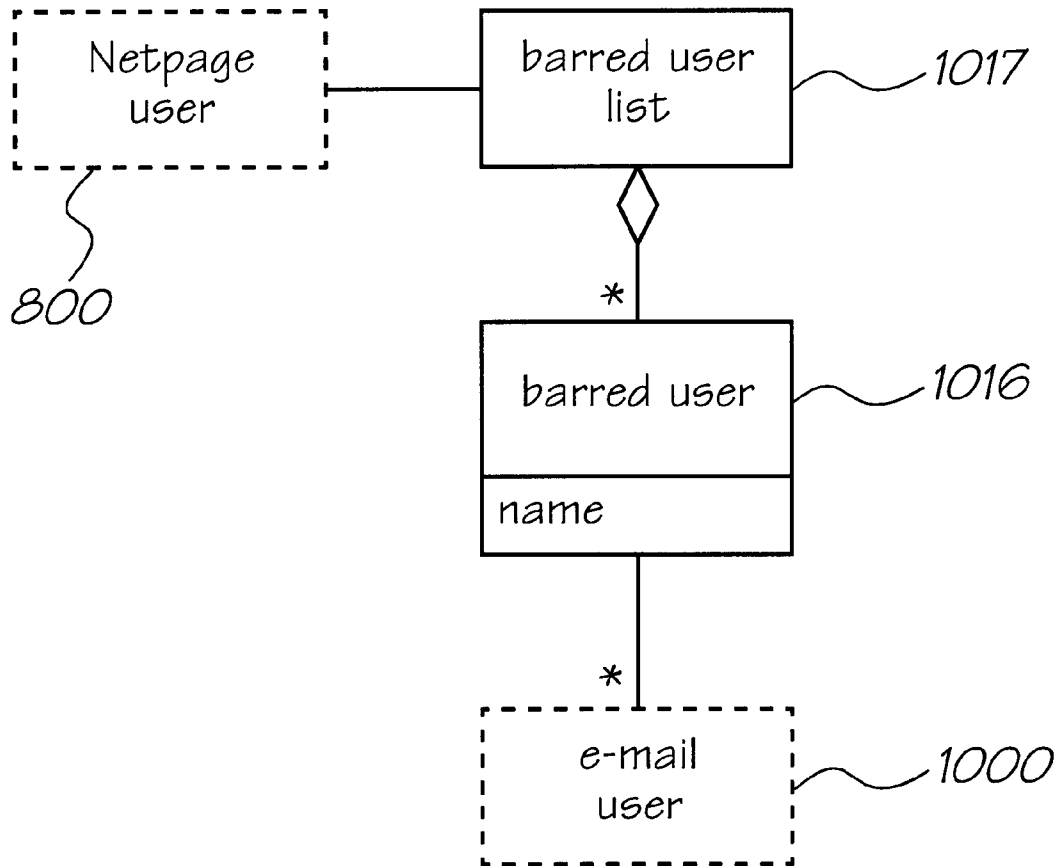 Netpage
user
800
barred user
list
1017
*
barred user
1016
name
*
e-mail
user
1000